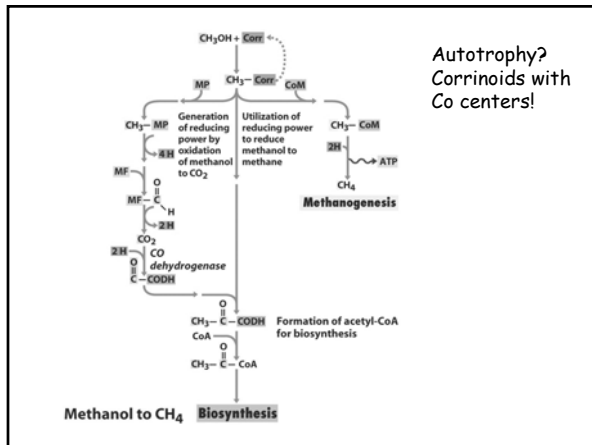 CH₃OH + Corr
CH₃— Corr
MP
CoM
CH₃—MP
Generation
of reducing
power by
oxidation
of methanol
to CO₂
Utilization of
reducing power
to reduce
methanol to
methane
CH₃—CoM
4 H
2H
ATP
CH₄
Methanogenesis
MF
O
MF—C
H
2 H
CO₂
2 H
CO
dehydrogenase
O
C—CODH
O
CH₃—C—CODH
Formation of acetyl-CoA
for biosynthesis
CoA
O
CH₃—C—CoA
Methanol to CH₄
Biosynthesis
Autotrophy?
Corrinoids with
Co centers!